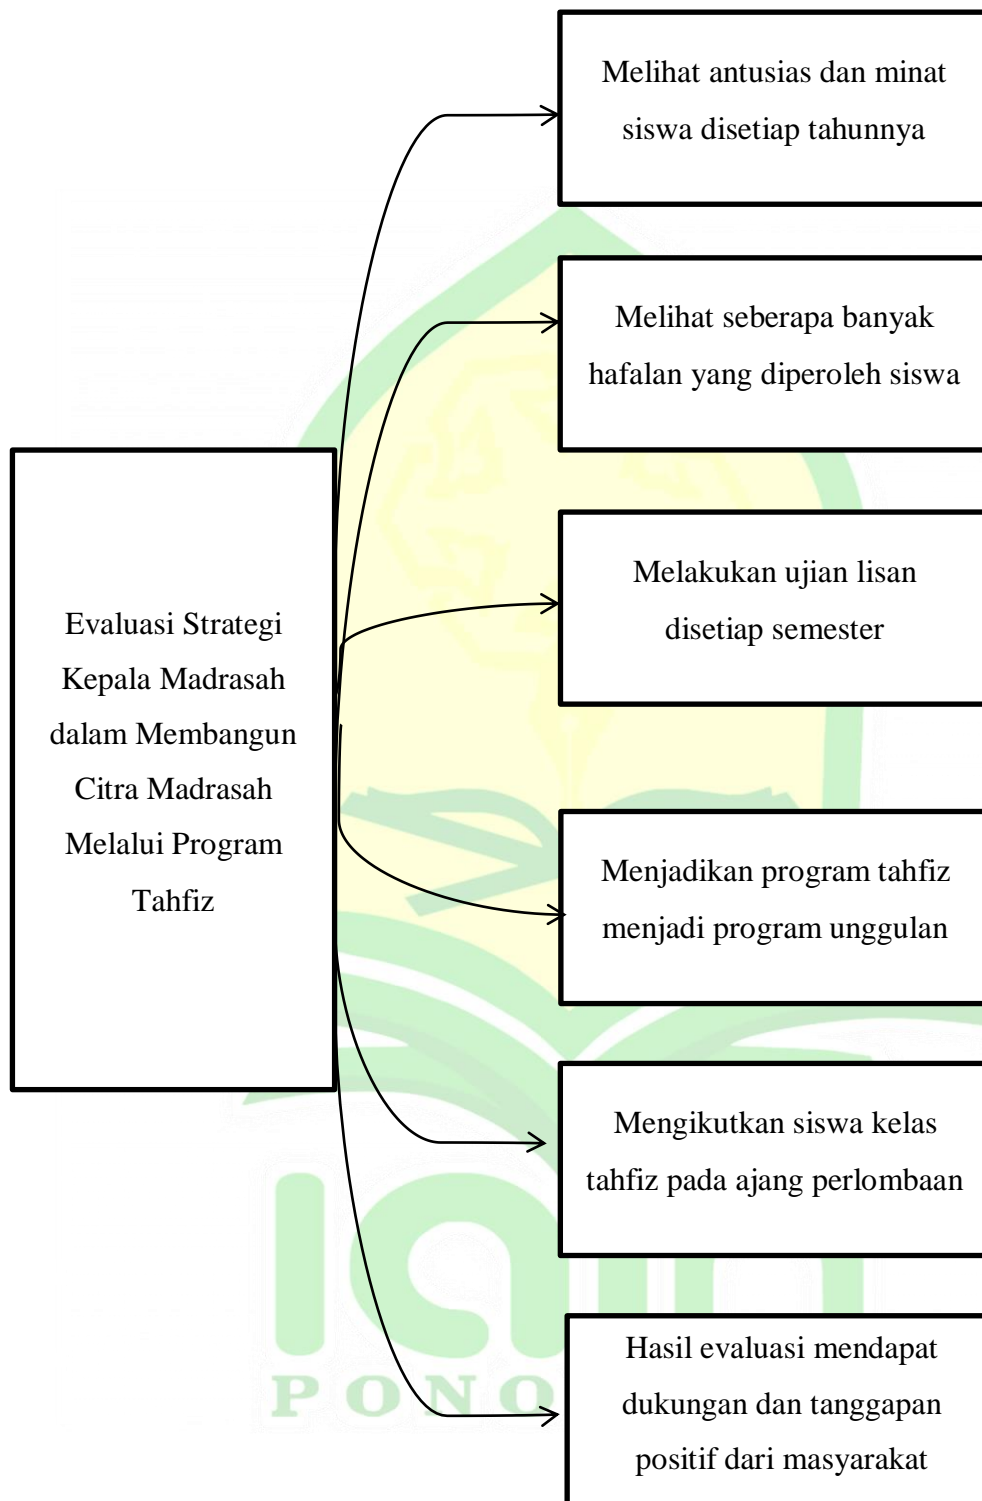 Melihat antusias dan minat
siswa disetiap tahunnya
Melihat seberapa banyak
hafalan yang diperoleh siswa
Melakukan ujian lisan
disetiap semester
Evaluasi Strategi
Kepala Madrasah
dalam Membangun
Citra Madrasah
Melalui Program
Tahfiz
Menjadikan program tahfiz
menjadi program unggulan
Mengikutkan siswa kelas
tahfiz pada ajang perlombaan
Hasil evaluasi mendapat
dukungan dan tanggapan
positif dari masyarakat
iain
PONO